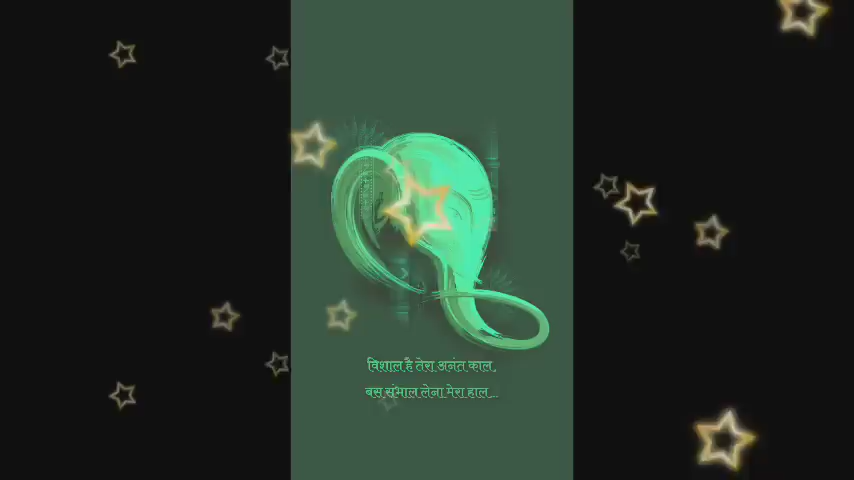 विशाल है तेरा अनंत काल,
बस संभाल लेना मेरा हाल...